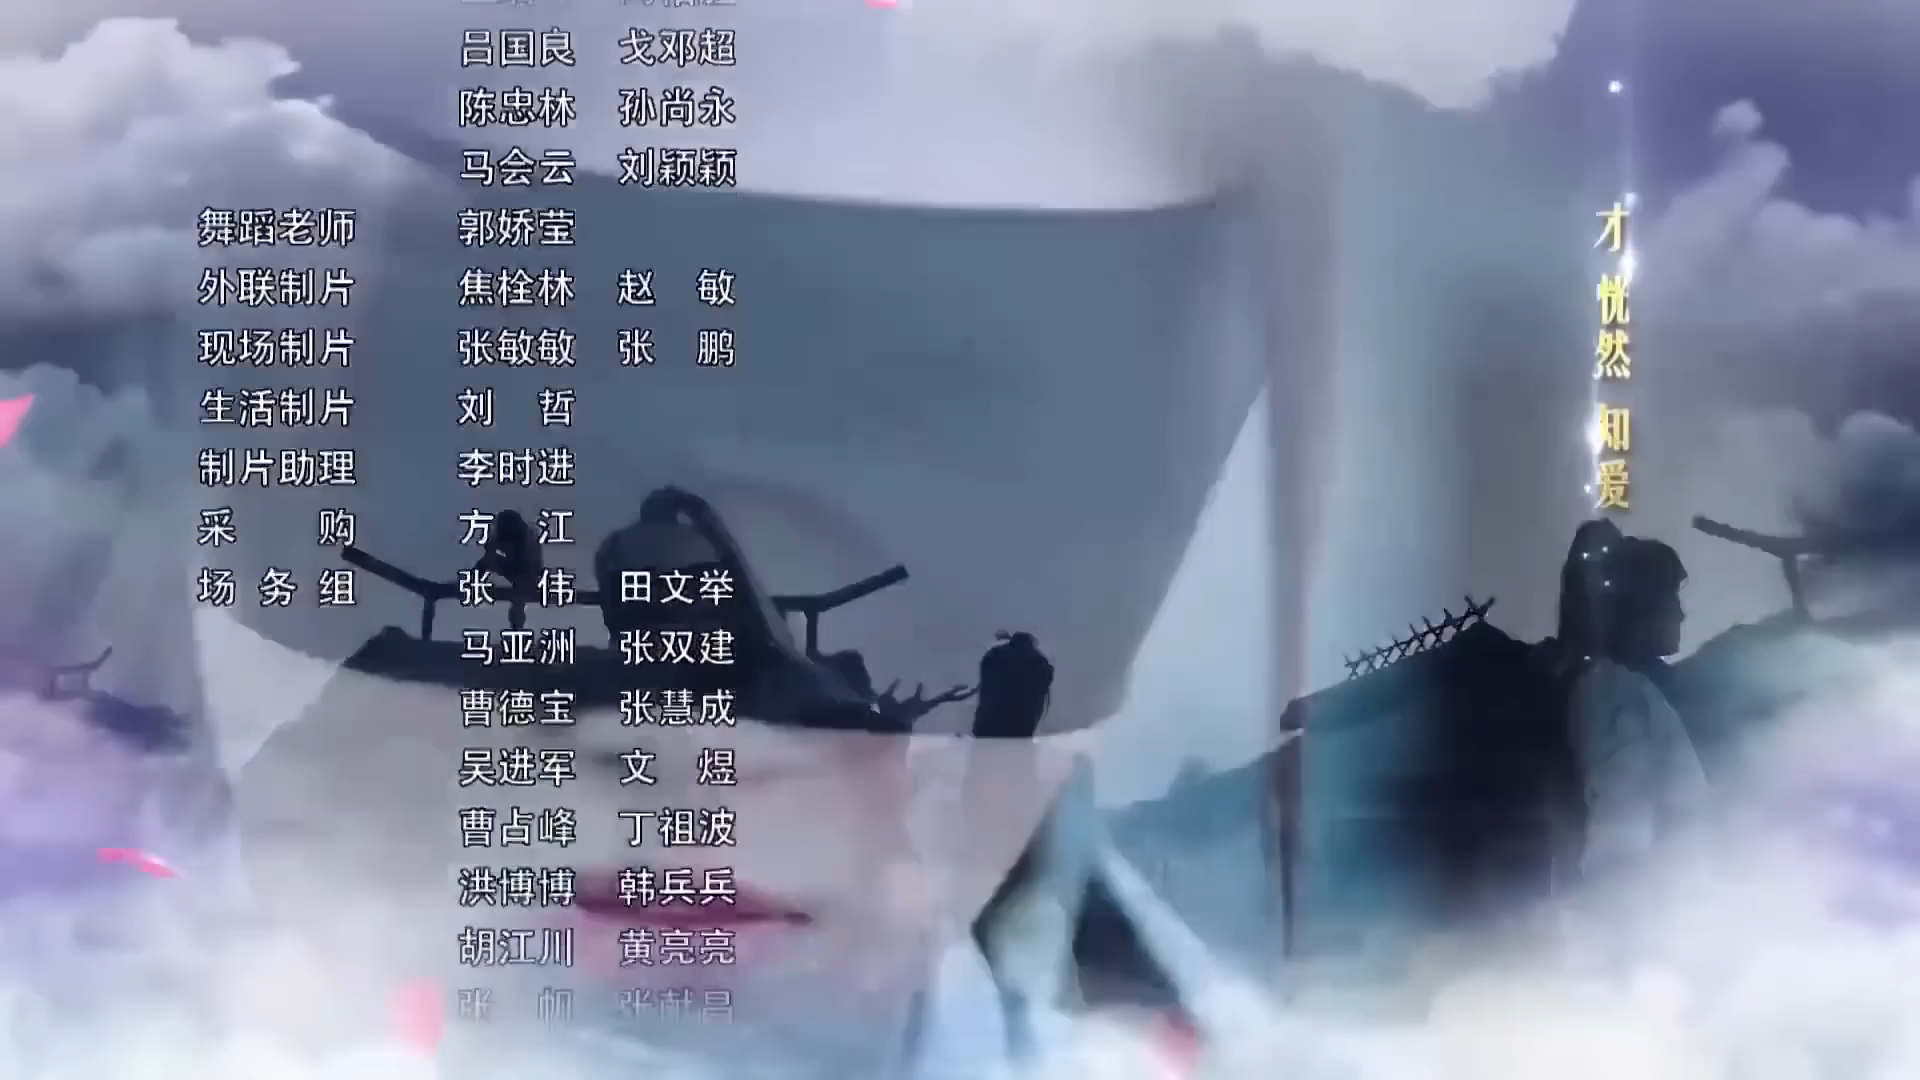 吕国良 戈邓超
陈忠林 孙尚永
马会云 刘颖颖
舞蹈老师 郭娇莹
外联制片 焦栓林 赵 敏
现场制片 张敏敏 张 鹏
生活制片 刘 哲
制片助理 李时进
采 购 方 江
场 务 组 张 伟 田文举
马亚洲 张双建
曹德宝 张慧成
吴进军 文 煜
曹占峰 丁祖波
洪博博 韩兵兵
胡江川 黄亮亮
张 帆 张献昌
才 恍然 知爱